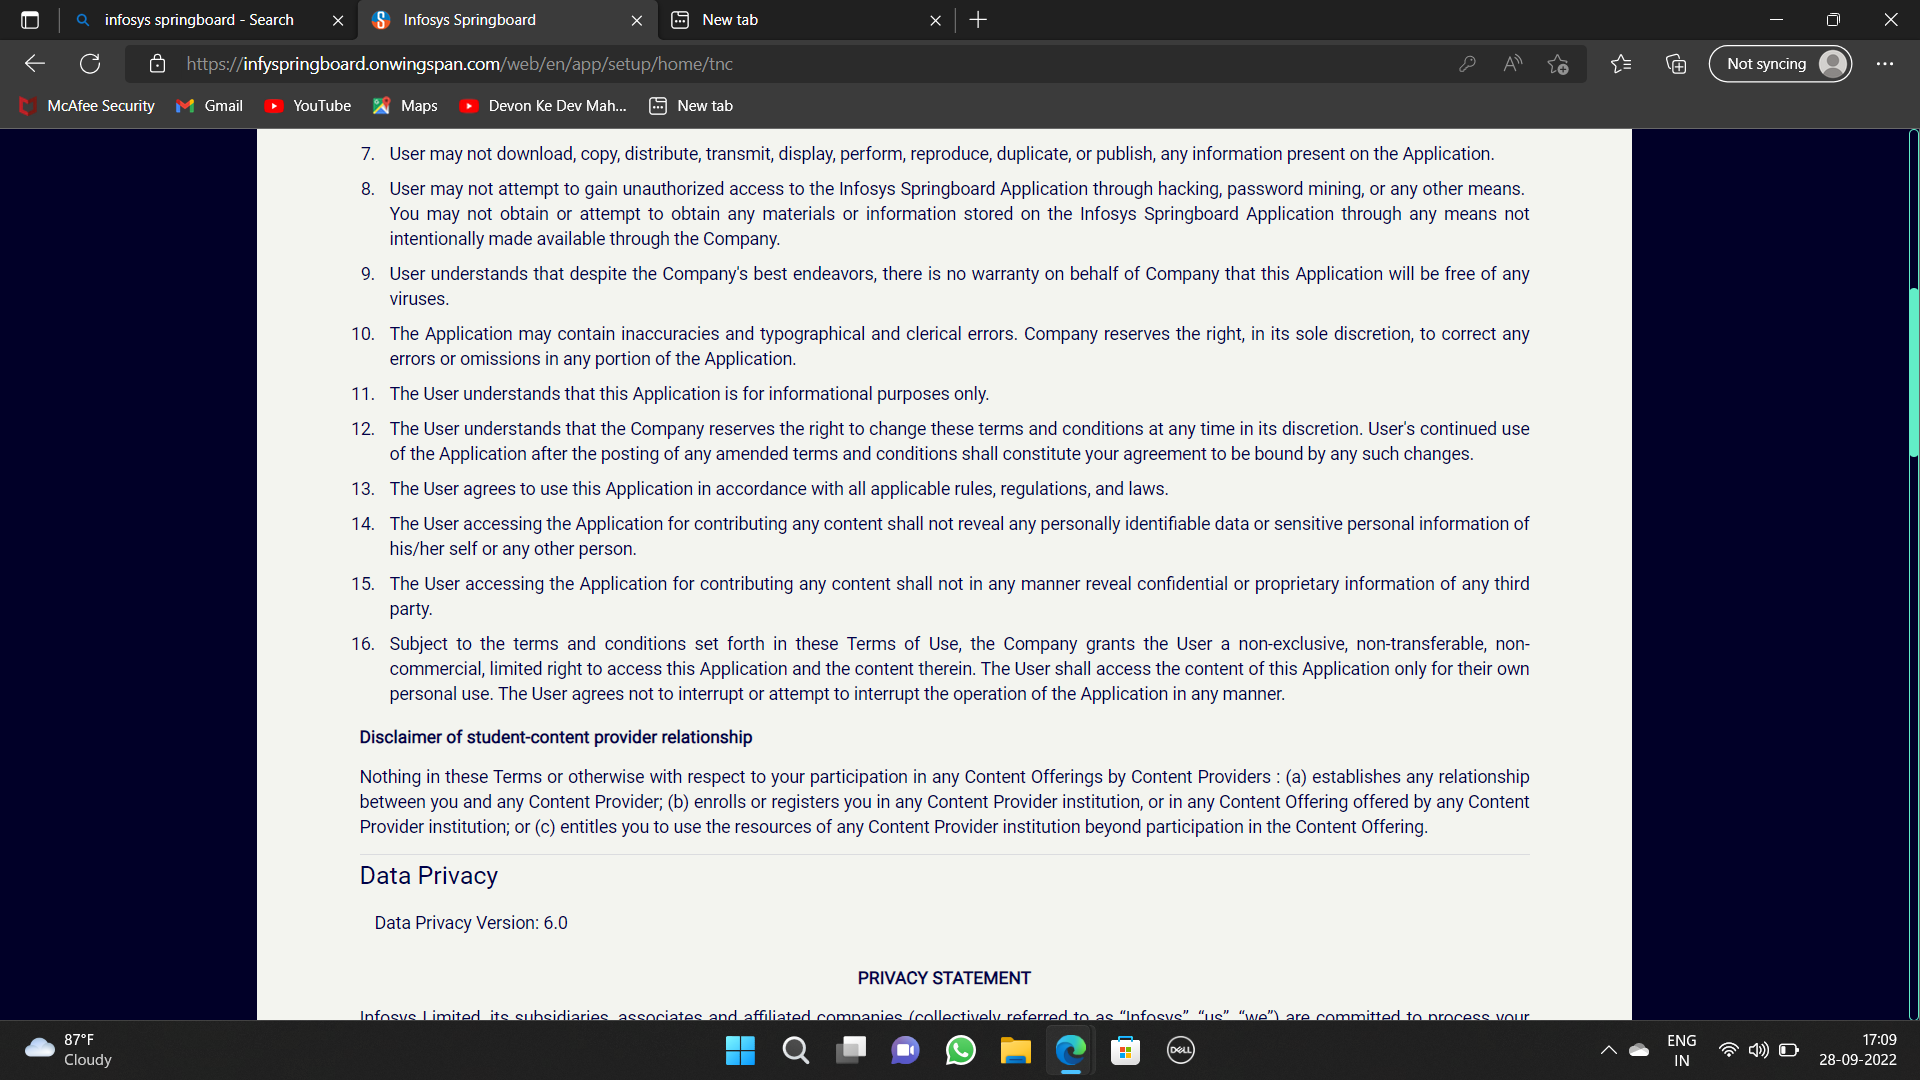 infosys springboard - Search
Infosys Springboard
New tab
https://infyspringboard.onwingspan.com/web/en/app/setup/home/tnc
Not syncing
McAfee Security
Gmail
YouTube
Maps
Devon Ke Dev Mah...
New tab
7. User may not download, copy, distribute, transmit, display, perform, reproduce, duplicate, or publish, any information present on the Application.
8. User may not attempt to gain unauthorized access to the Infosys Springboard Application through hacking, password mining, or any other means.
You may not obtain or attempt to obtain any materials or information stored on the Infosys Springboard Application through any means not
intentionally made available through the Company.
9. User understands that despite the Company's best endeavors, there is no warranty on behalf of Company that this Application will be free of any
viruses.
10. The Application may contain inaccuracies and typographical and clerical errors. Company reserves the right, in its sole discretion, to correct any
errors or omissions in any portion of the Application.
11. The User understands that this Application is for informational purposes only.
12. The User understands that the Company reserves the right to change these terms and conditions at any time in its discretion. User's continued use
of the Application after the posting of any amended terms and conditions shall constitute your agreement to be bound by any such changes.
13. The User agrees to use this Application in accordance with all applicable rules, regulations, and laws.
14. The User accessing the Application for contributing any content shall not reveal any personally identifiable data or sensitive personal information of
his/her self or any other person.
15. The User accessing the Application for contributing any content shall not in any manner reveal confidential or proprietary information of any third
party.
16. Subject to the terms and conditions set forth in these Terms of Use, the Company grants the User a non-exclusive, non-transferable, non-
commercial, limited right to access this Application and the content therein. The User shall access the content of this Application only for their own
personal use. The User agrees not to interrupt or attempt to interrupt the operation of the Application in any manner.
Disclaimer of student-content provider relationship
Nothing in these Terms or otherwise with respect to your participation in any Content Offerings by Content Providers : (a) establishes any relationship
between you and any Content Provider; (b) enrolls or registers you in any Content Provider institution, or in any Content Offering offered by any Content
Provider institution; or (c) entitles you to use the resources of any Content Provider institution beyond participation in the Content Offering.
Data Privacy
Data Privacy Version: 6.0
PRIVACY STATEMENT
Infosys Limited, its subsidiaries, associates and affiliated companies (collectively referred to as “Infosys”, “us”, “we”) are committed to process your
87°F
Cloudy
DELL
ENG
IN
17:09
28-09-2022